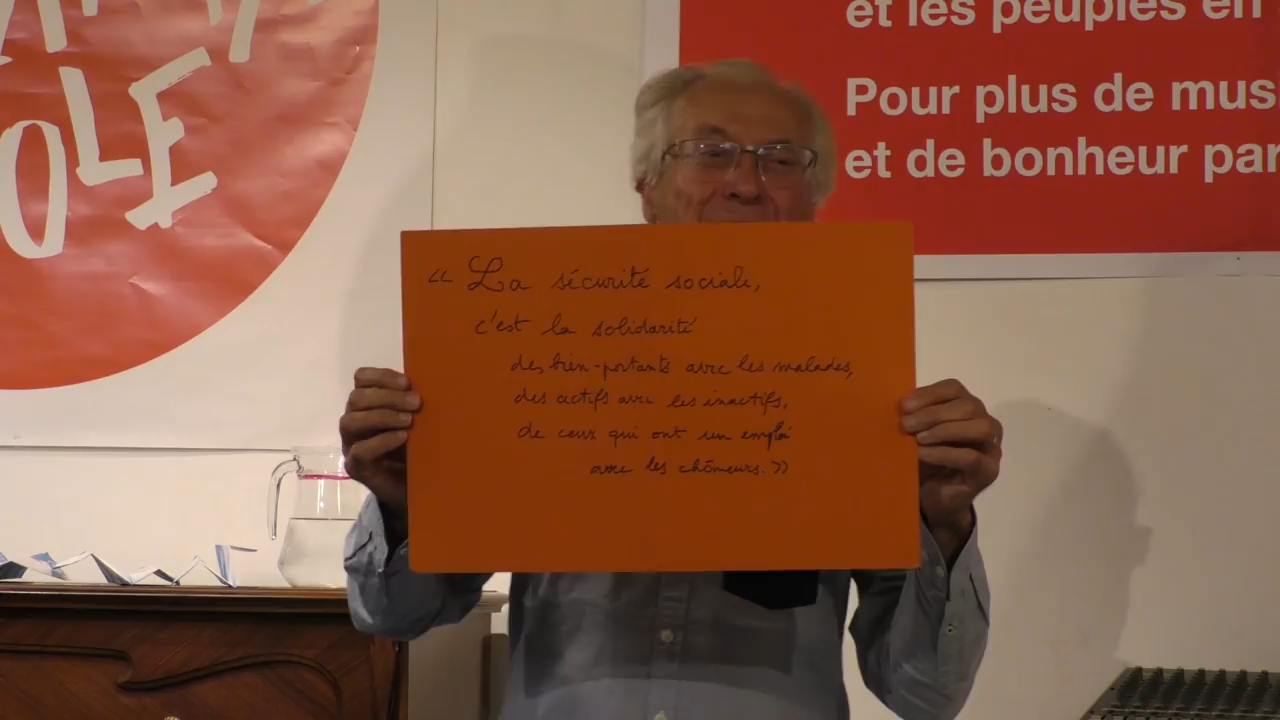 OLE
et les peuples en
Pour plus de mus
et de bonheur par
« La sécurité sociale,
c'est la solidarité
des bien-portants avec les malades,
des actifs avec les inactifs,
de ceux qui ont un emploi
avec les chômeurs. »